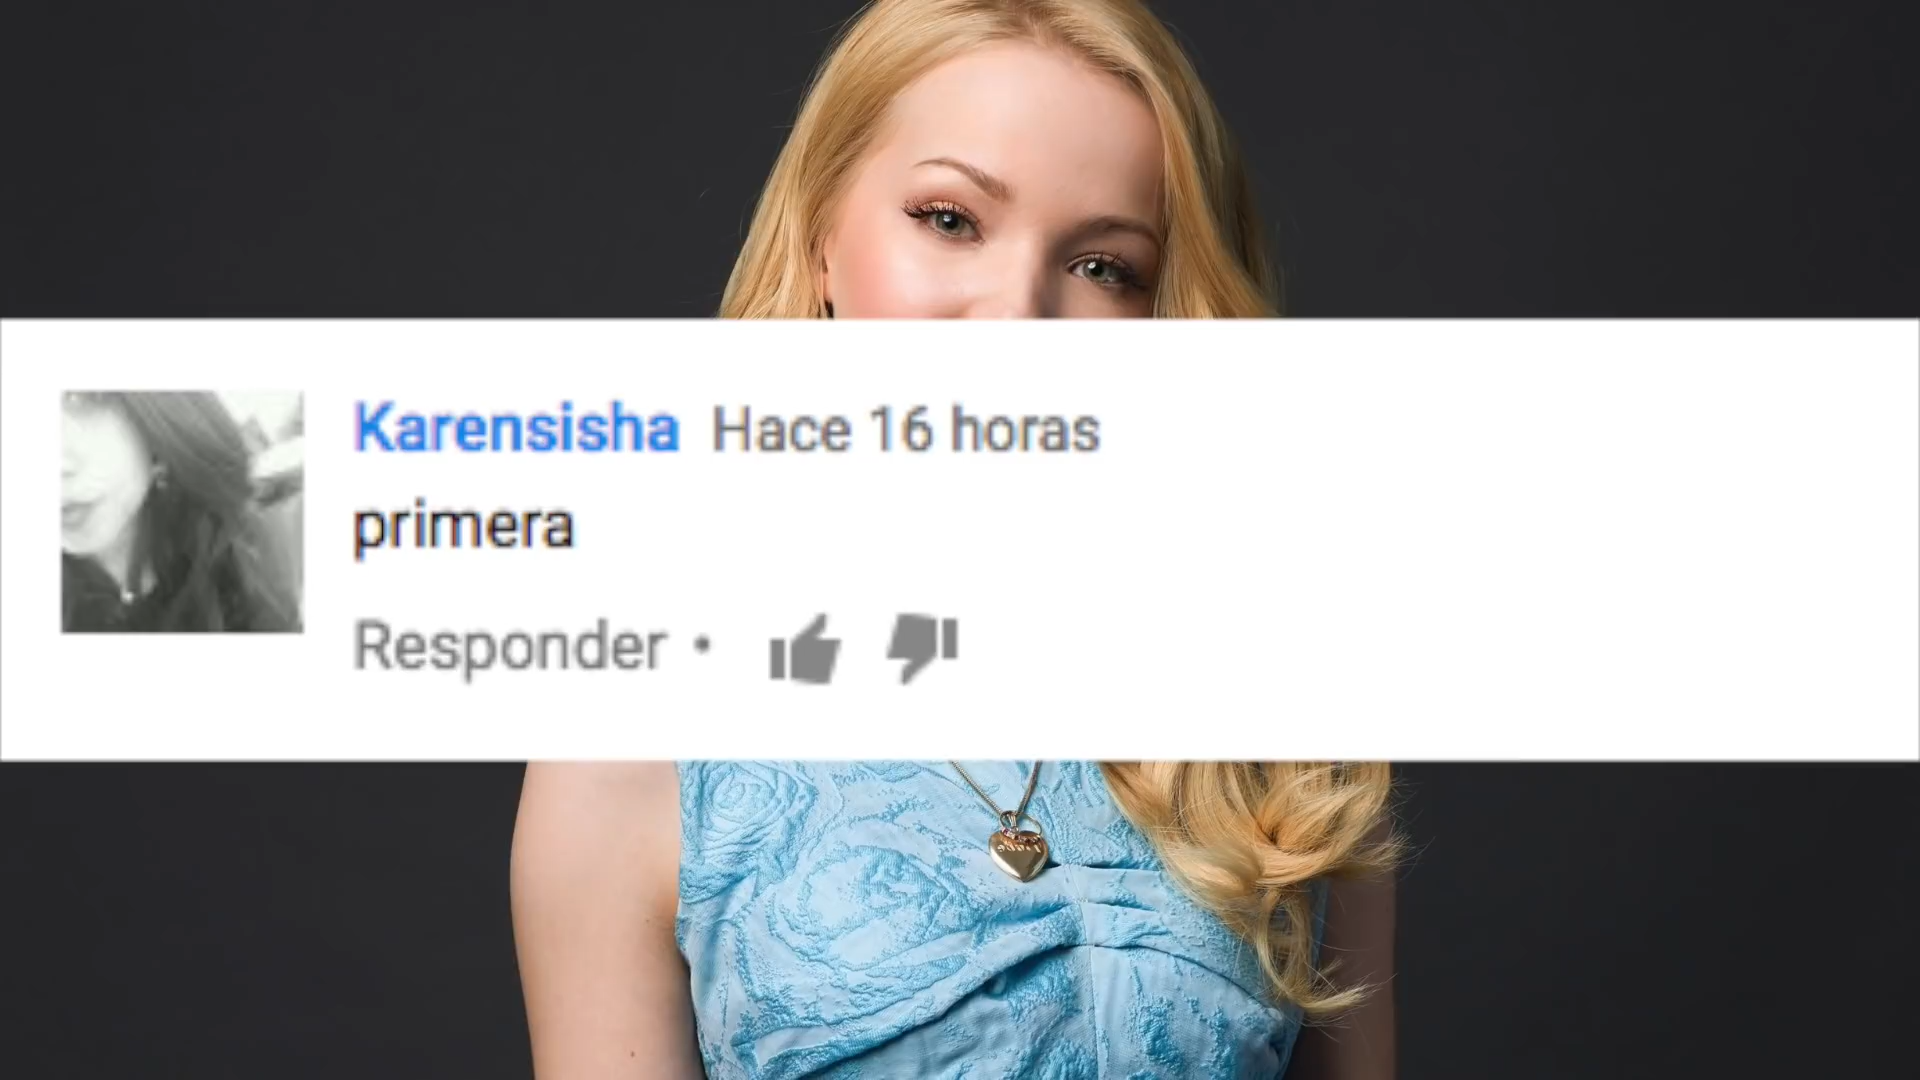 Karensisha Hace 16 horas
primera
Responder •